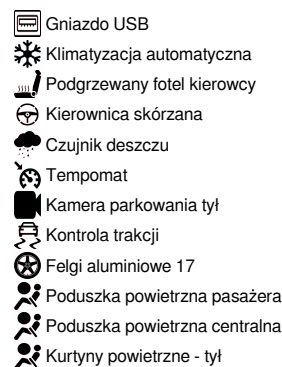 Gniazdo USB
Klimatyzacja automatyczna
Podgrzewany fotel kierowcy
Kierownica skórzana
Czujnik deszczu
Tempomat
Kamera parkowania tył
Kontrola trakcji
Felgi aluminiowe 17
Poduszka powietrzna pasażera
Poduszka powietrzna centralna
Kurtyny powietrzne - tył